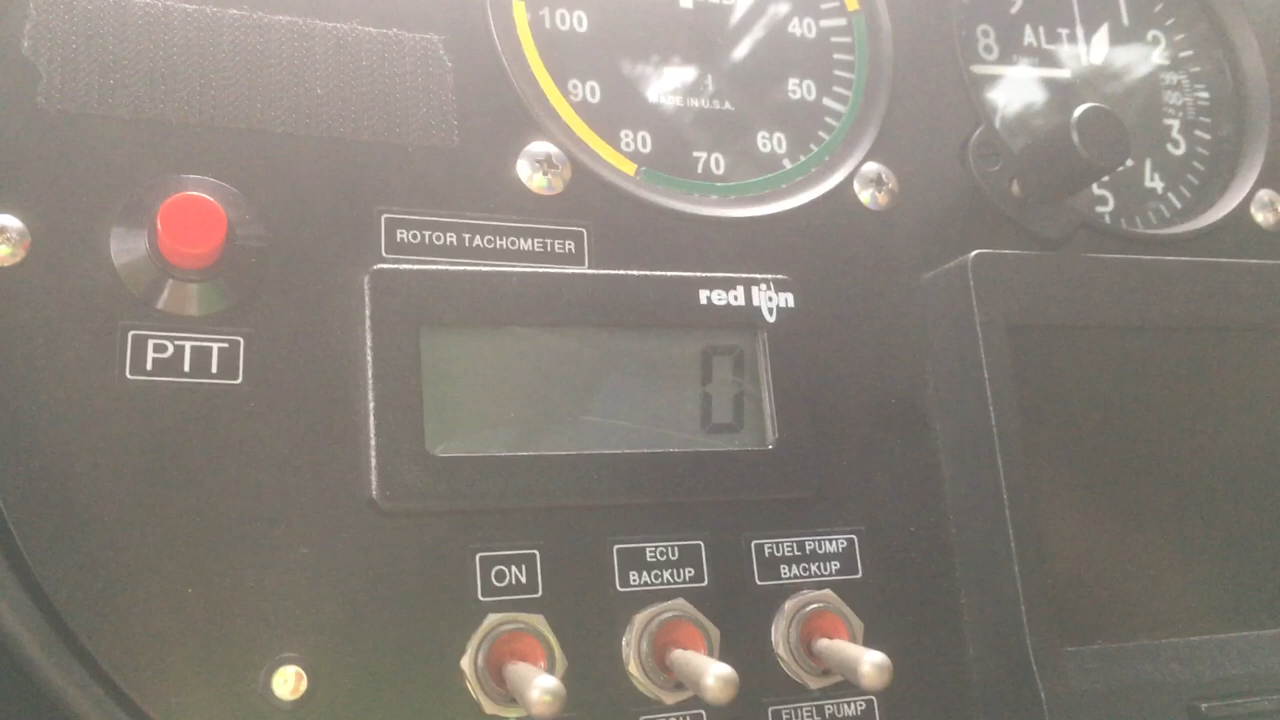 100
40
90
50
MADE IN U.S.A.
80
60
70
8
ALT
2
3
4
5
ROTOR TACHOMETER
red lion
PTT
0
ON
ECU
BACKUP
FUEL PUMP
BACKUP
FUEL PUMP